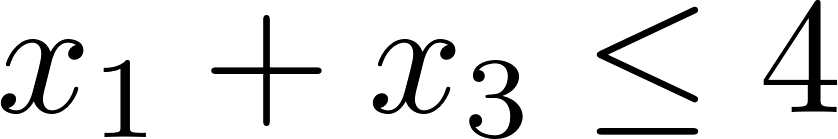 x₁ + x₃ ≤ 4